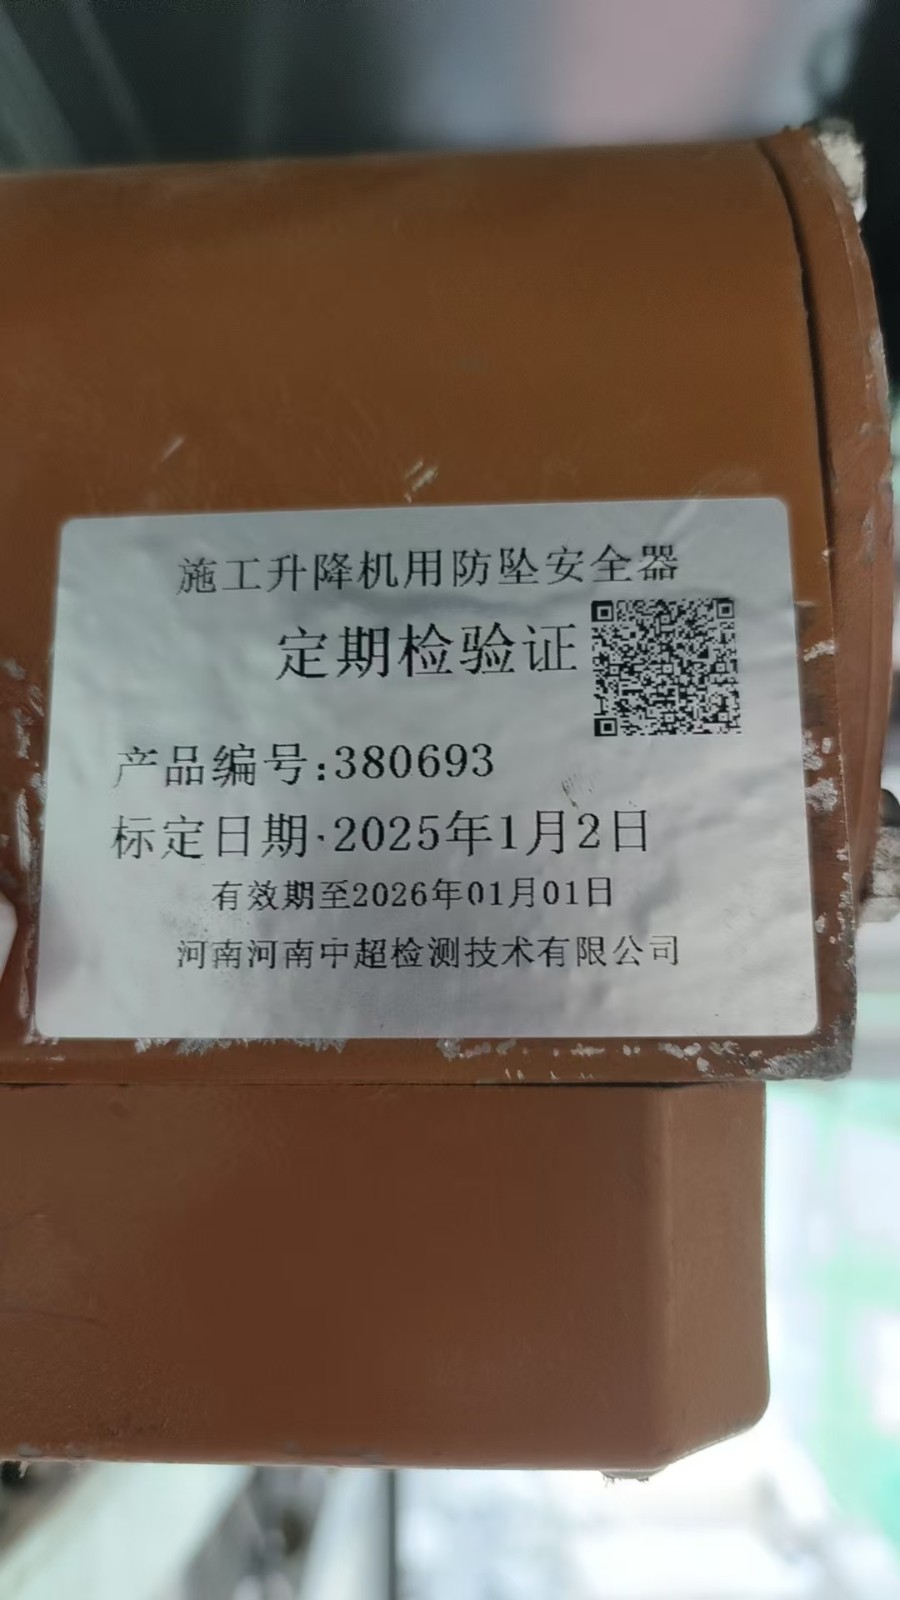 施工升降机用防坠安全器
定期检验证
产品编号:380693
标定日期:2025年1月2日
有效期至2026年01月01日
河南河南中超检测技术有限公司